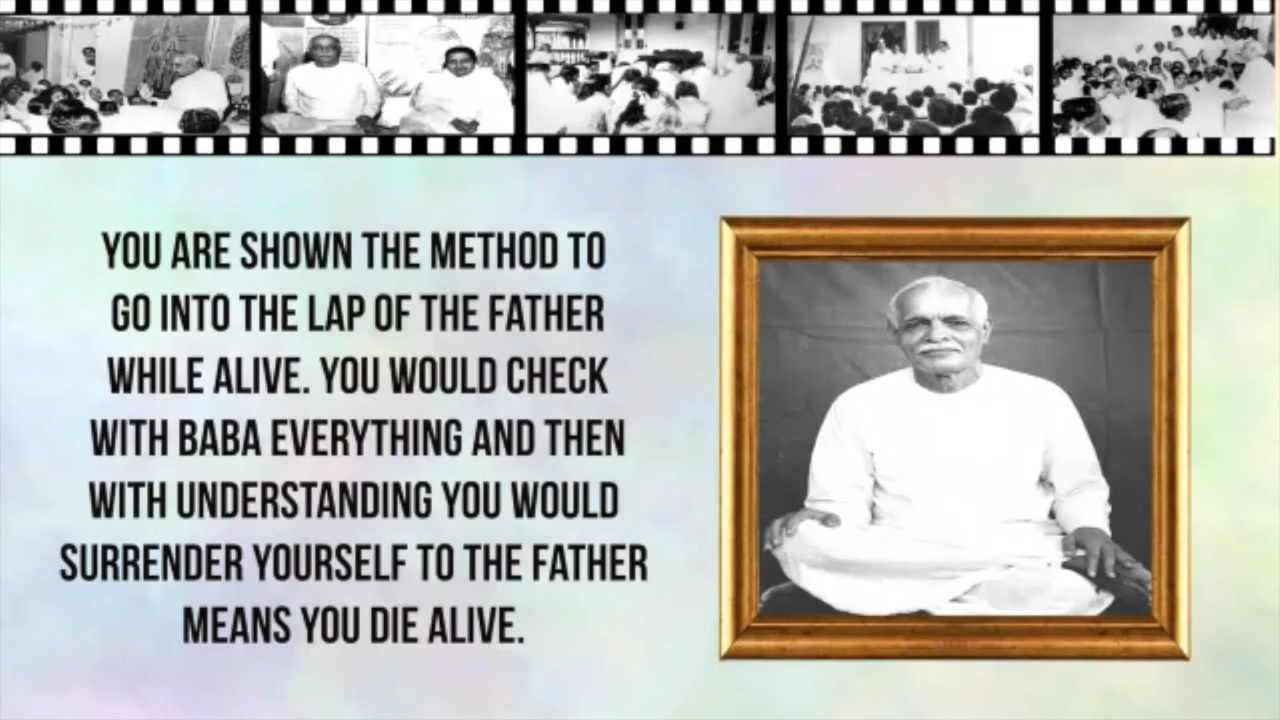 YOU ARE SHOWN THE METHOD TO
GO INTO THE LAP OF THE FATHER
WHILE ALIVE. YOU WOULD CHECK
WITH BABA EVERYTHING AND THEN
WITH UNDERSTANDING YOU WOULD
SURRENDER YOURSELF TO THE FATHER
MEANS YOU DIE ALIVE.